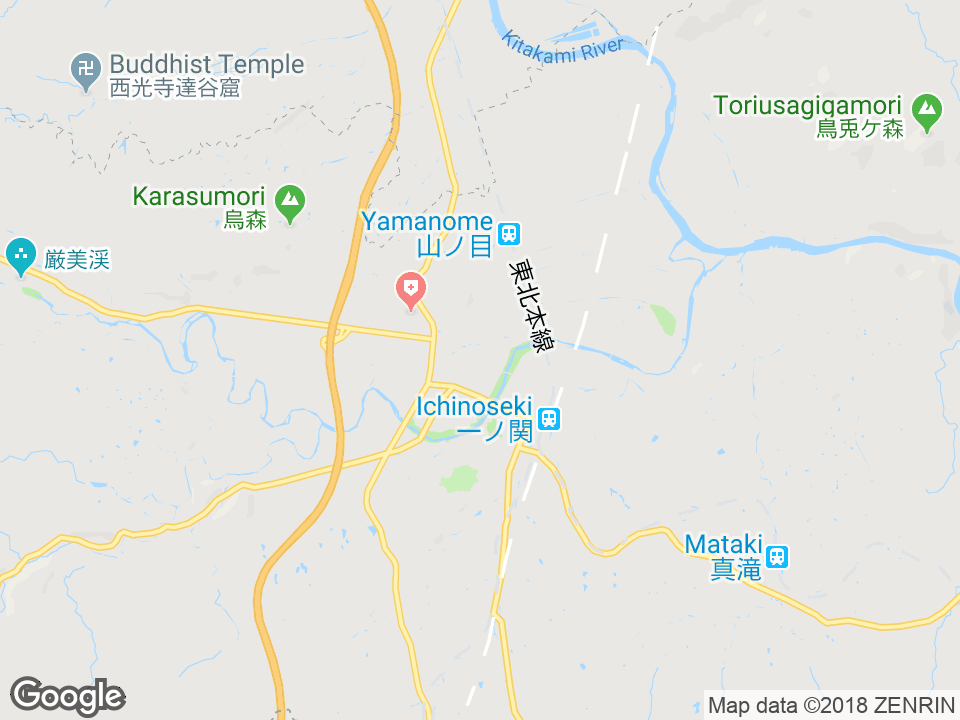 Kitakami River
Buddhist Temple
西光寺達谷窟
Toriusagigamori
鳥兎ケ森
Karasumori
烏森
Yamanome
山ノ目
厳美渓
東北本線
Ichinoseki
一ノ関
Mataki
真滝
Google
Map data ©2018 ZENRIN